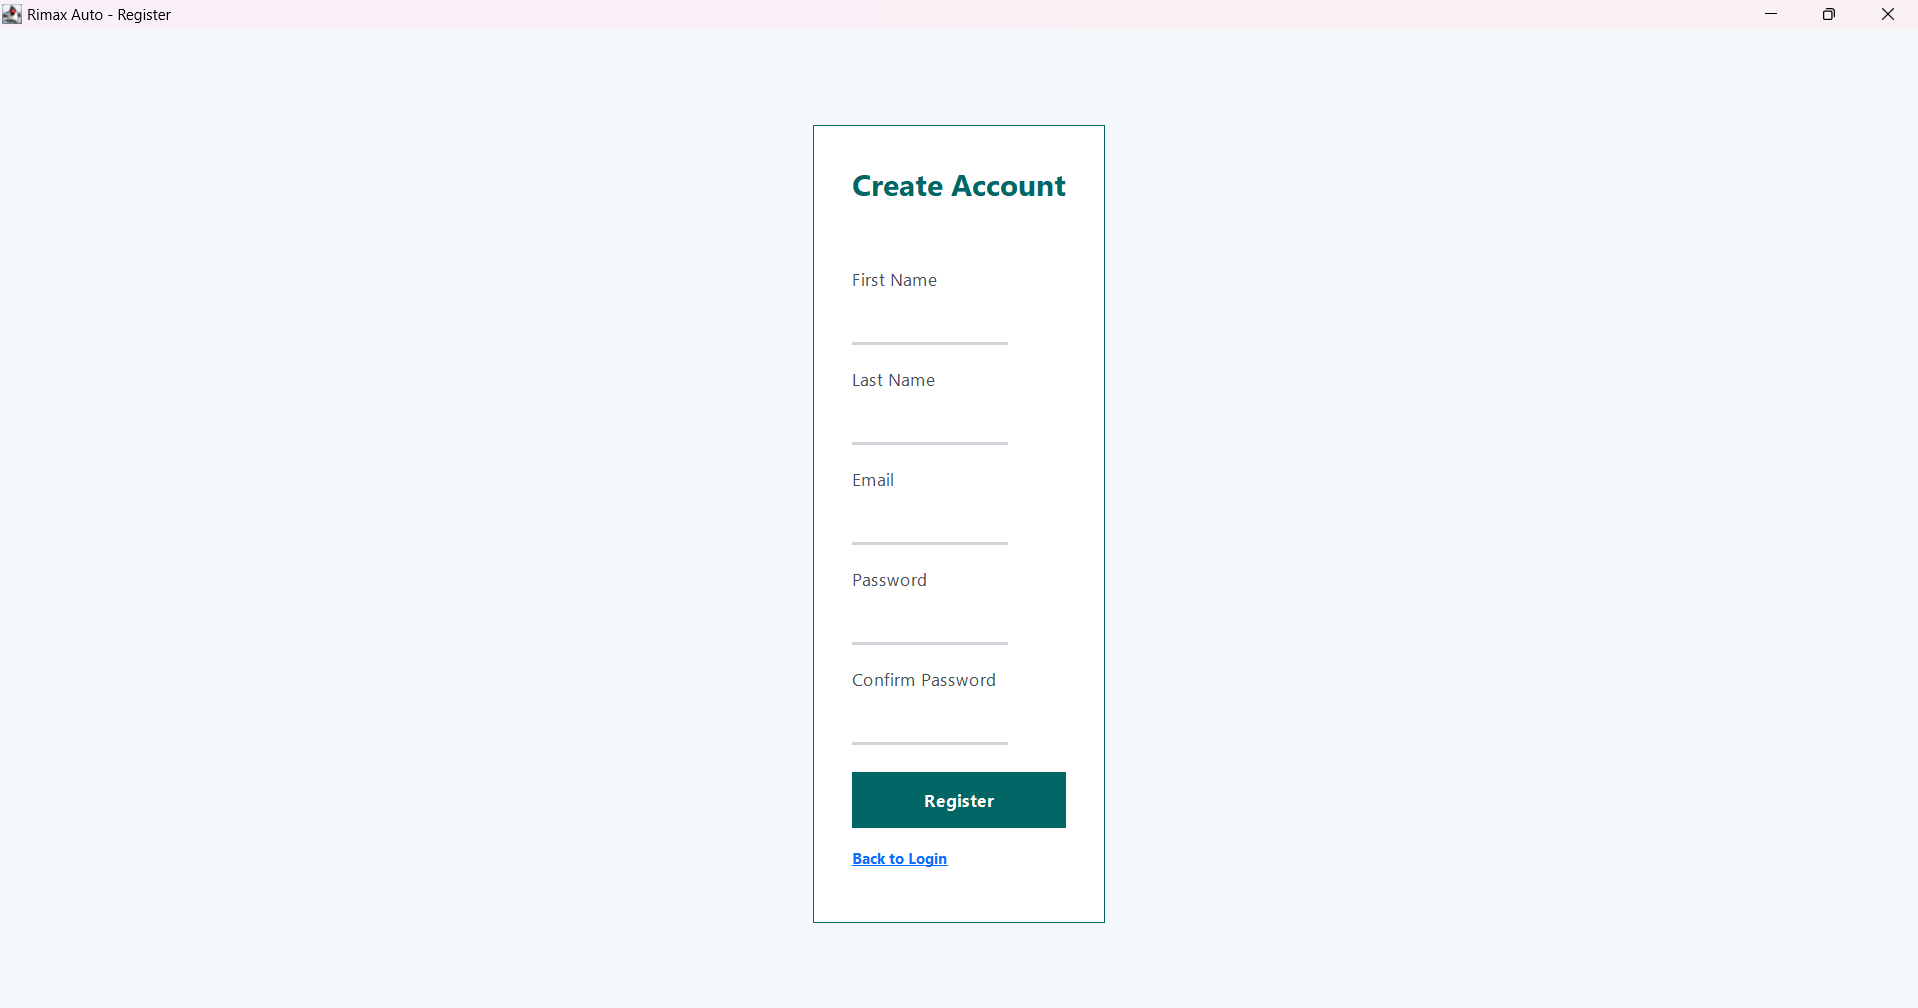 Rimax Auto - Register
Create Account
First Name
Last Name
Email
Password
Confirm Password
Register
Back to Login